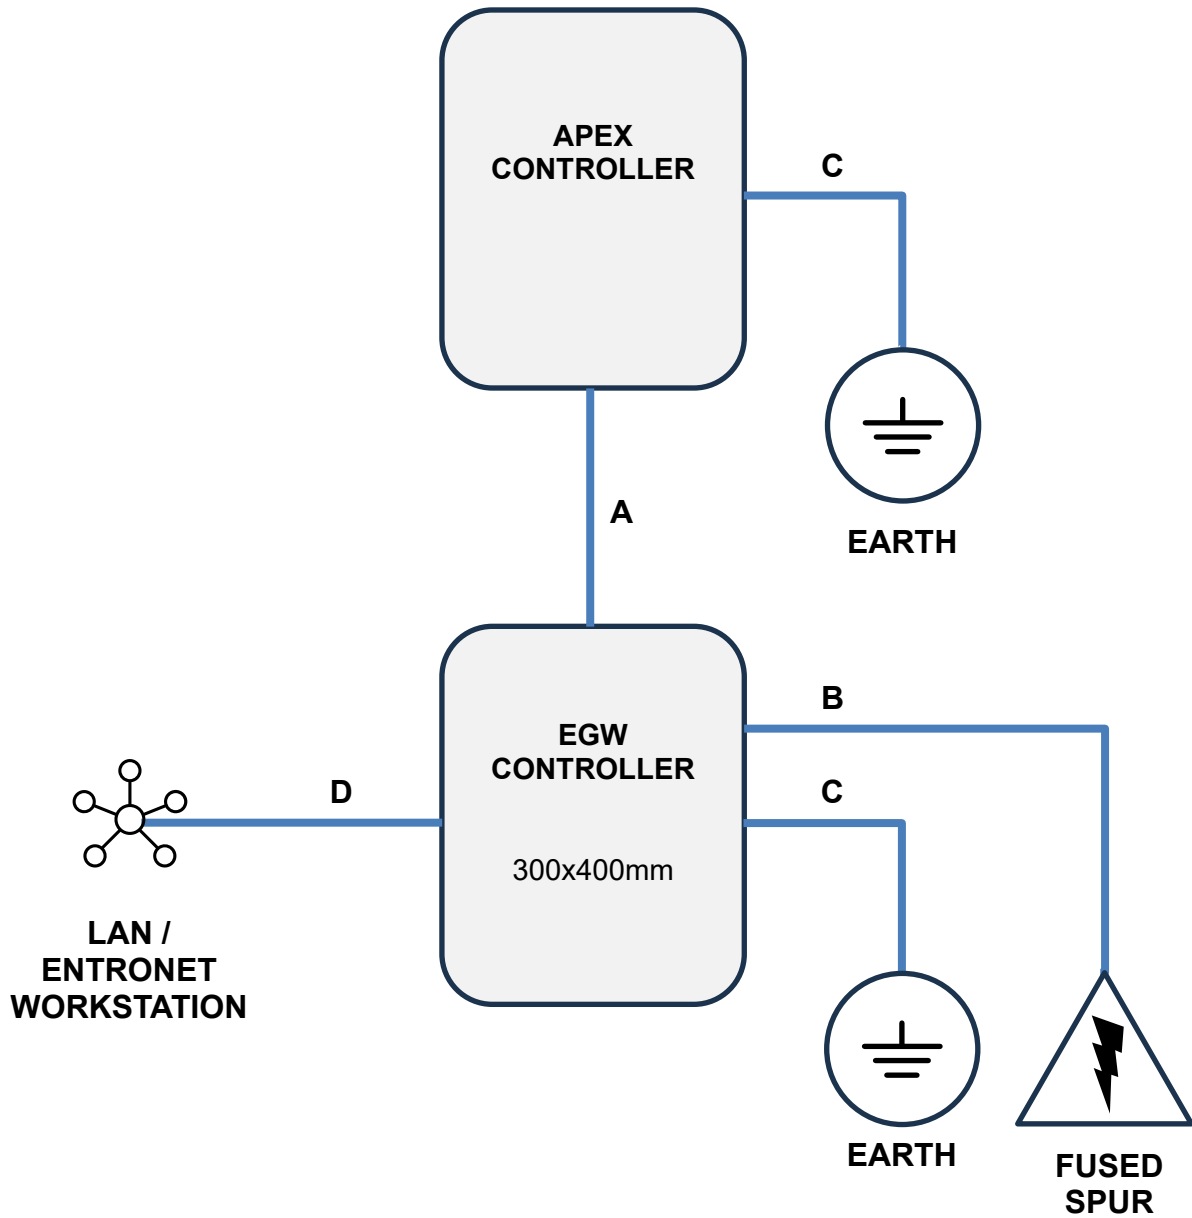 APEX
CONTROLLER
C
EARTH
A
EGW
CONTROLLER
300x400mm
B
C
D
LAN /
ENTRONET
WORKSTATION
EARTH
FUSED
SPUR